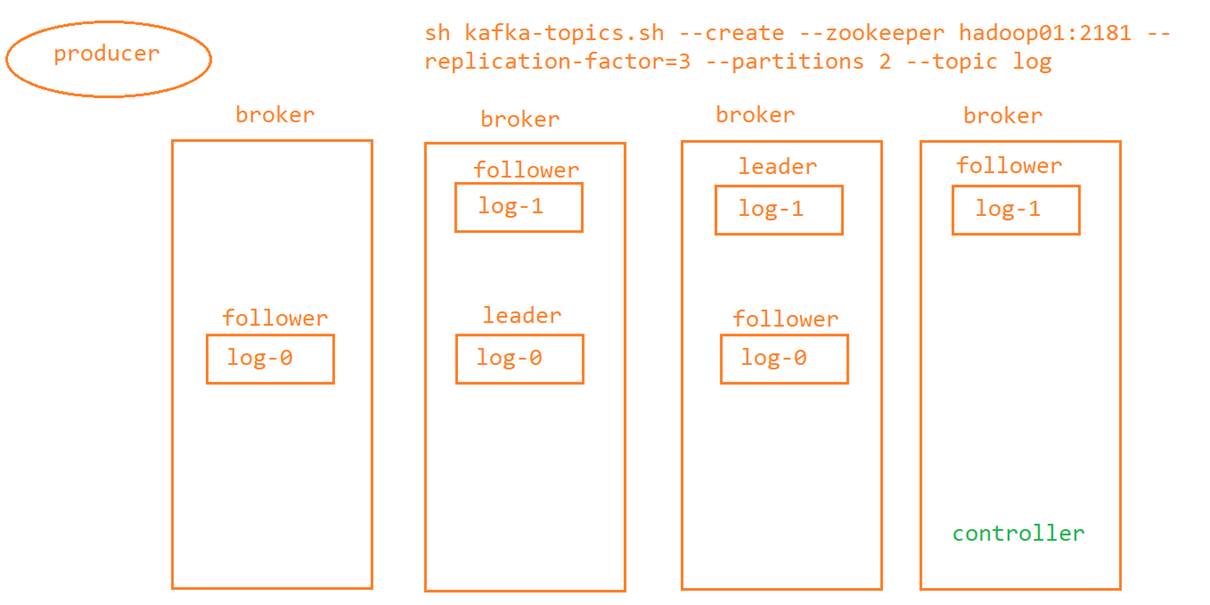 producer
sh kafka-topics.sh --create --zookeeper hadoop01:2181 --
replication-factor=3 --partitions 2 --topic log
broker
broker
broker
broker
follower
log-1
leader
log-1
follower
log-1
follower
log-0
leader
log-0
follower
log-0
controller